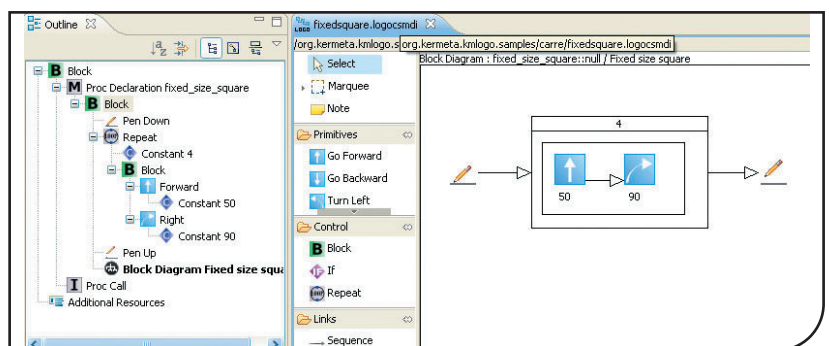 Outline
Block
Proc Declaration fixed_size_square
Block
Pen Down
Repeat
Constant 4
Block
Forward
Constant 50
Right
Constant 90
Pen Up
Block Diagram Fixed size squa
Proc Call
Additional Resources
fixedsquare.logocsmdi
/org.kermeta.kmlogo.s
org.kermeta.kmlogo.samples/carre/fixedsquare.logocsmdi
Select
Marquee
Note
Primitives
Go Forward
Go Backward
Turn Left
Control
Block
If
Repeat
Links
Sequence
Block Diagram : fixed_size_square::null / Fixed size square
4
50 90